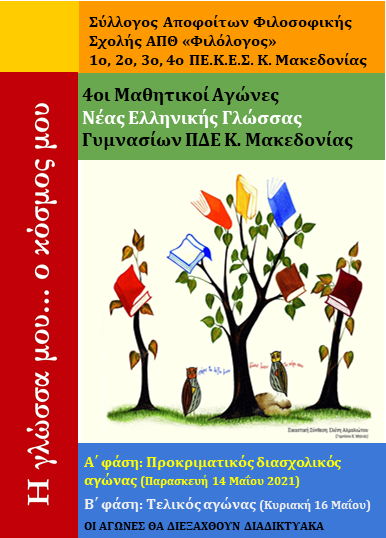 Σύλλογος Αποφοίτων Φιλοσοφικής
Σχολής ΑΠΘ «Φιλόλογος»
1ο, 2ο, 3ο, 4ο ΠΕ.Κ.Ε.Σ. Κ. Μακεδονίας
4οι Μαθητικοί Αγώνες
Νέας Ελληνικής Γλώσσας
Γυμνασίων ΠΔΕ Κ. Μακεδονίας
Η γλώσσα μου... ο κόσμος μου
Εικαστική Σύνθεση: Ελένη Αλμαλιώτου
Α΄ φάση: Προκριματικός διασχολικός
αγώνας (Παρασκευή 14 Μαΐου 2021)
Β΄ φάση: Τελικός αγώνας (Κυριακή 16 Μαΐου)
ΟΙ ΑΓΩΝΕΣ ΘΑ ΔΙΕΞΑΧΘΟΥΝ ΔΙΑΔΙΚΤΥΑΚΑ